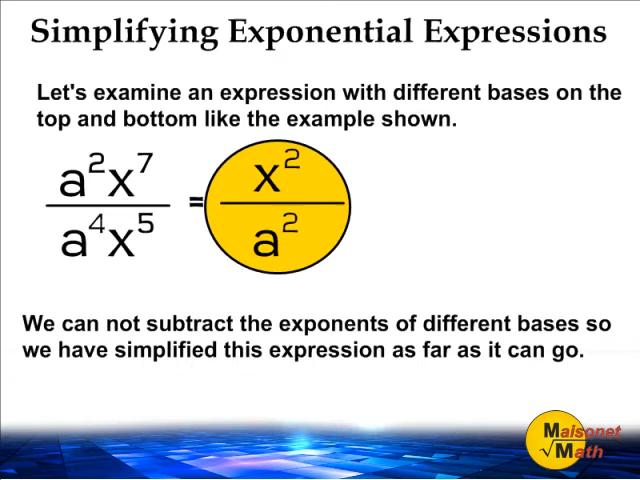 Simplifying Exponential Expressions
Let's examine an expression with different bases on the
top and bottom like the example shown.
a²x⁷ / a⁴x⁵ = x² / a²
We can not subtract the exponents of different bases so
we have simplified this expression as far as it can go.
Maisonet
√Math